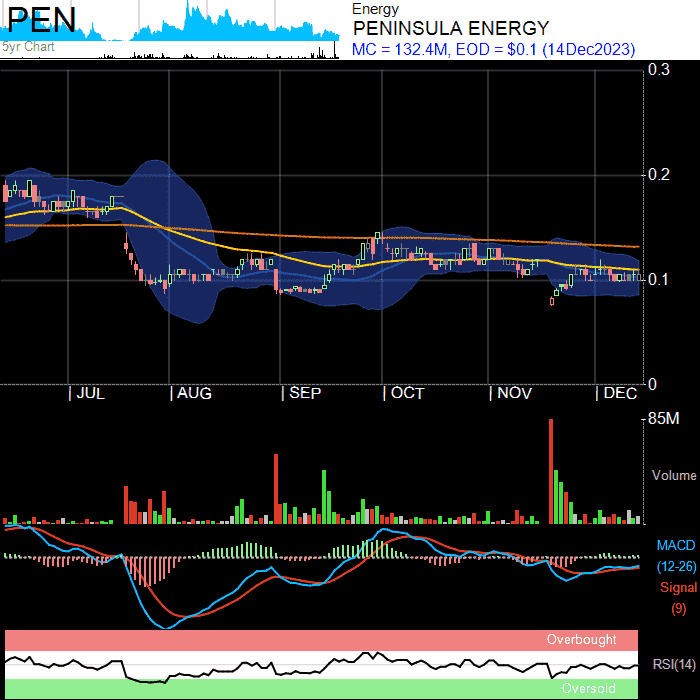 PEN
5yr Chart
Energy
PENINSULA ENERGY
MC = 132.4M, EOD = $0.1 (14Dec2023)
0.3
0.2
0.1
0
JUL AUG SEP OCT NOV DEC
85M
Volume
MACD
(12-26)
Signal
(9)
Overbought
RSI(14)
Oversold